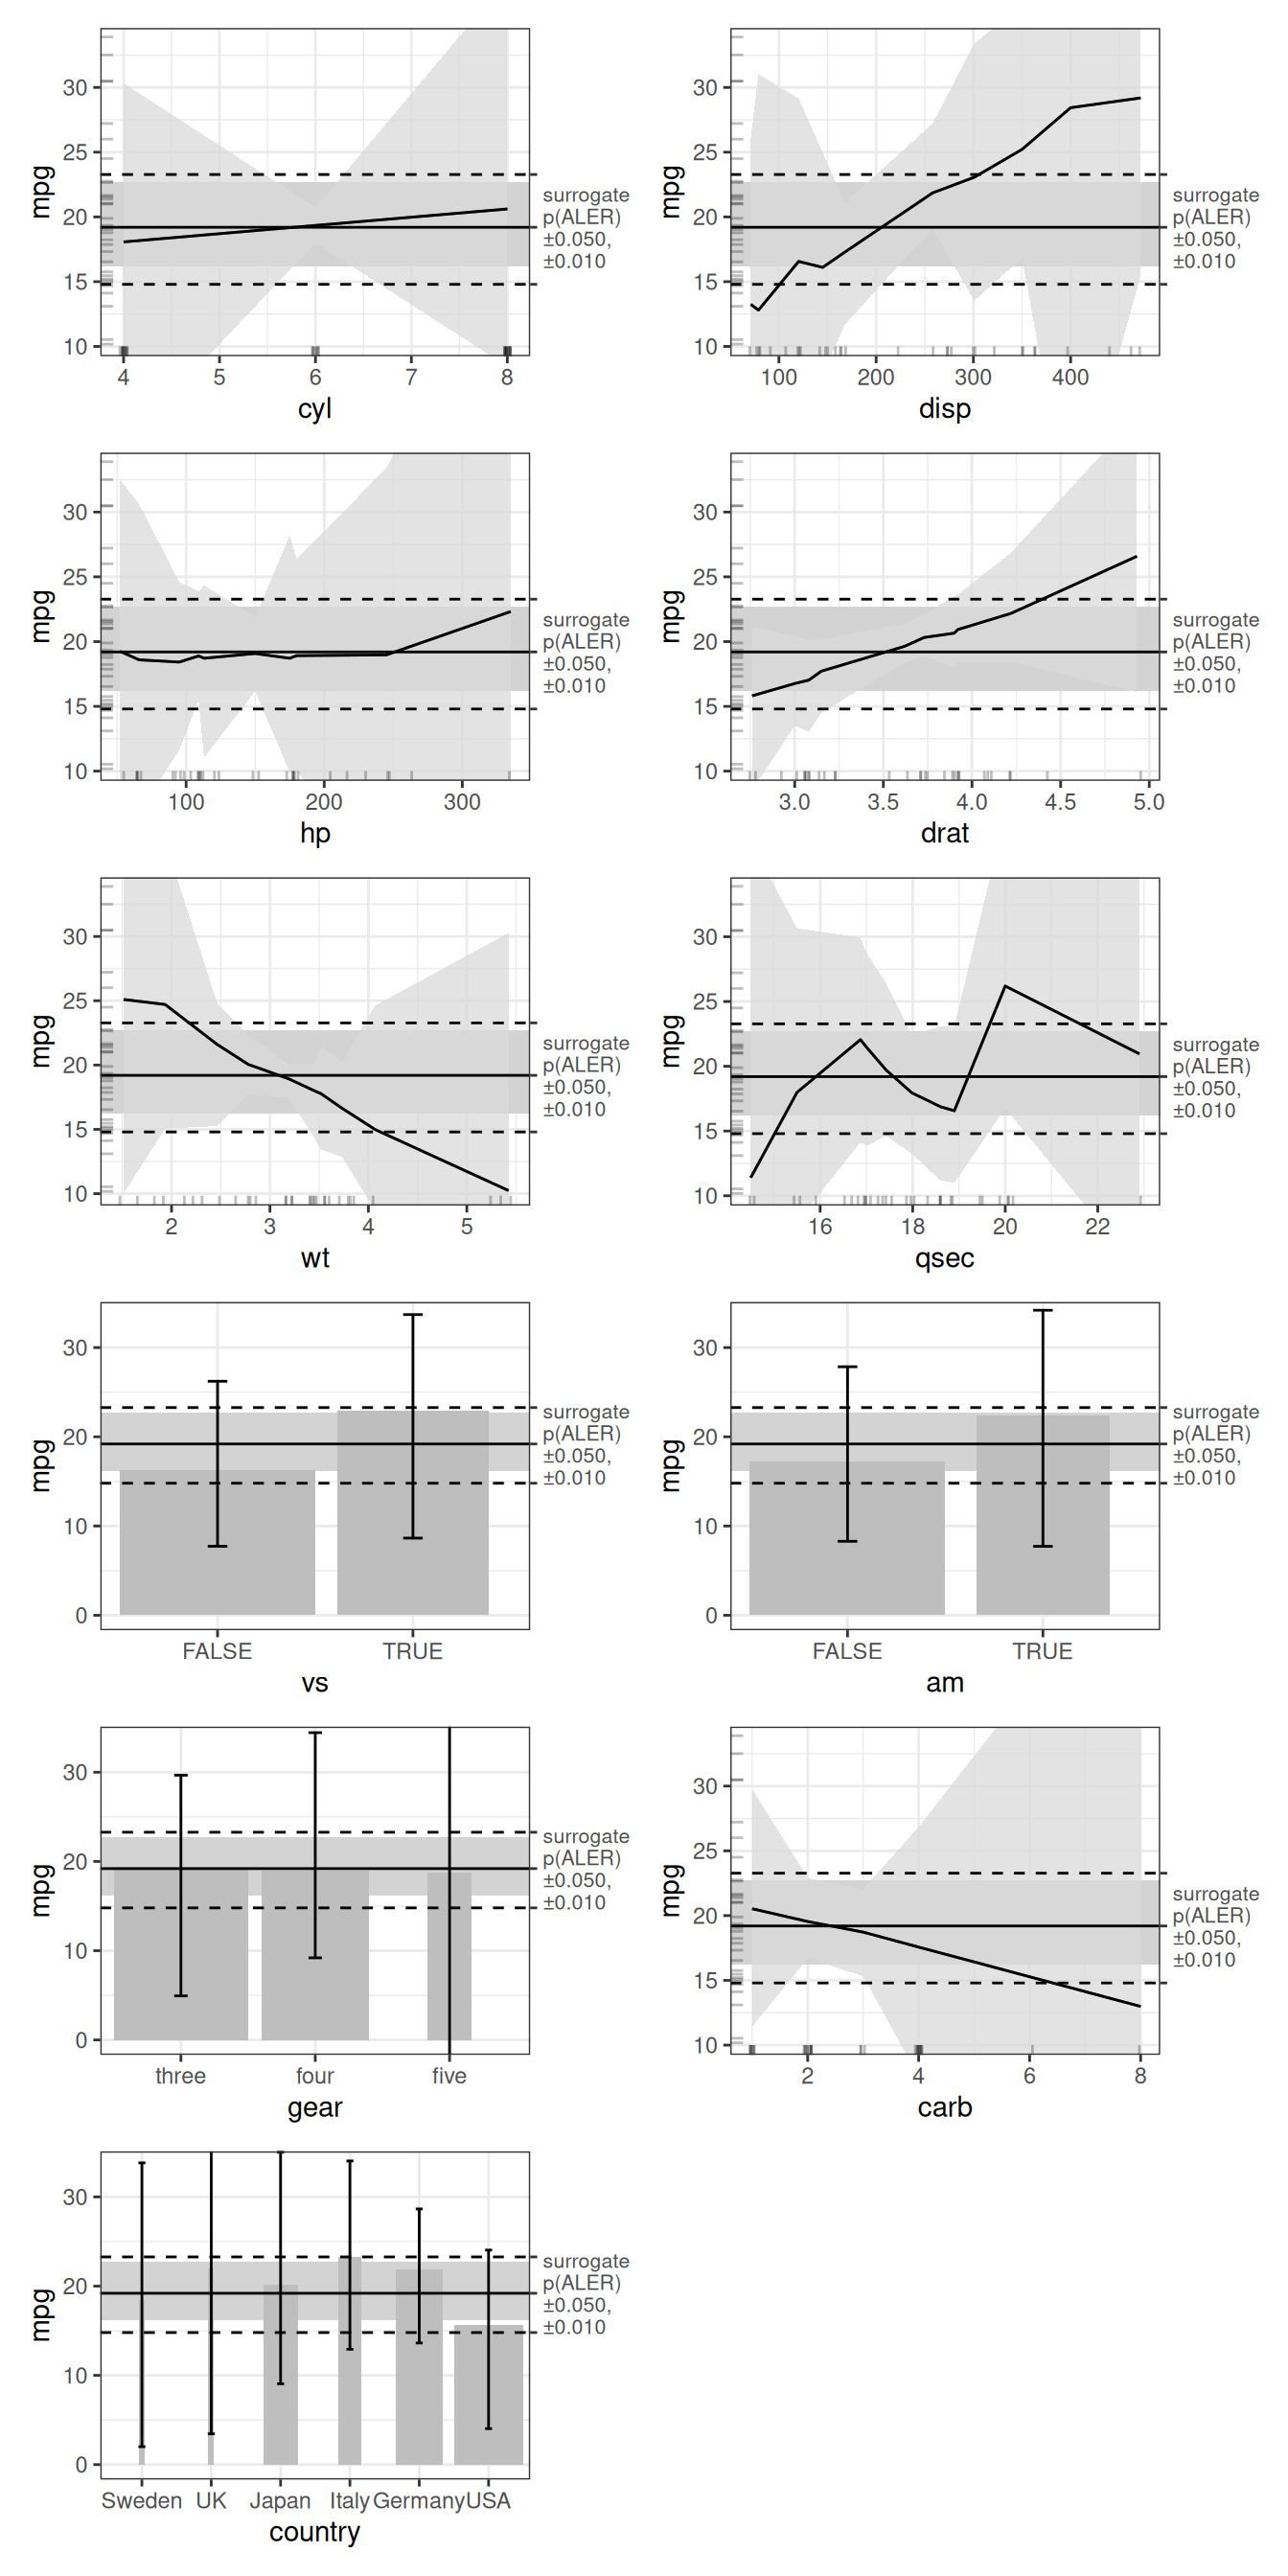 mpg
30
25
20
15
10
surrogate
p(ALER)
±0.050,
±0.010
4 5 6 7 8
cyl
mpg
30
25
20
15
10
surrogate
p(ALER)
±0.050,
±0.010
100 200 300 400
disp
mpg
30
25
20
15
10
surrogate
p(ALER)
±0.050,
±0.010
100 200 300
hp
mpg
30
25
20
15
10
surrogate
p(ALER)
±0.050,
±0.010
3.0 3.5 4.0 4.5 5.0
drat
mpg
30
25
20
15
10
surrogate
p(ALER)
±0.050,
±0.010
2 3 4 5
wt
mpg
30
25
20
15
10
surrogate
p(ALER)
±0.050,
±0.010
16 18 20 22
qsec
mpg
30
20
10
0
surrogate
p(ALER)
±0.050,
±0.010
FALSE TRUE
vs
mpg
30
20
10
0
surrogate
p(ALER)
±0.050,
±0.010
FALSE TRUE
am
mpg
30
20
10
0
surrogate
p(ALER)
±0.050,
±0.010
three four five
gear
mpg
30
25
20
15
10
surrogate
p(ALER)
±0.050,
±0.010
2 4 6 8
carb
mpg
30
20
10
0
surrogate
p(ALER)
±0.050,
±0.010
Sweden UK Japan Italy Germany USA
country